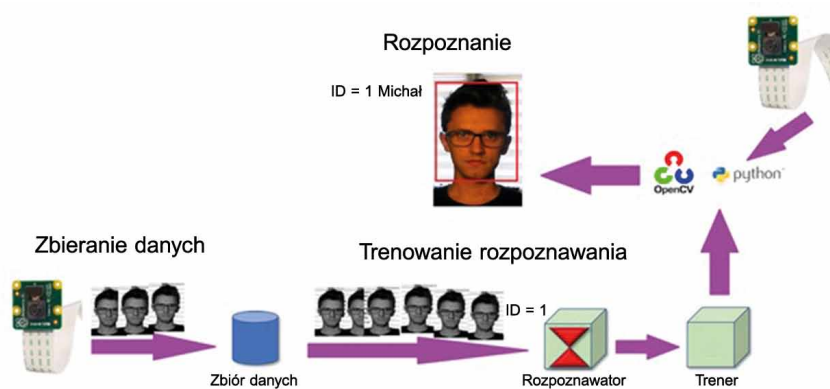 Rozpoznanie
ID = 1 Michał
OpenCV
python
Zbieranie danych
Trenowanie rozpoznawania
ID = 1
Zbiór danych
Rozpoznawator
Trener